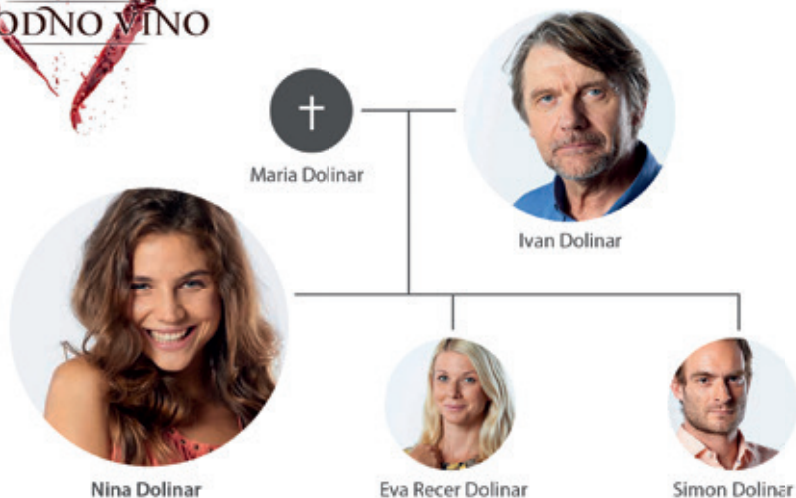 ODNO VINO
Maria Dolinar
Ivan Dolinar
Nina Dolinar
Eva Recer Dolinar
Simon Dolinar